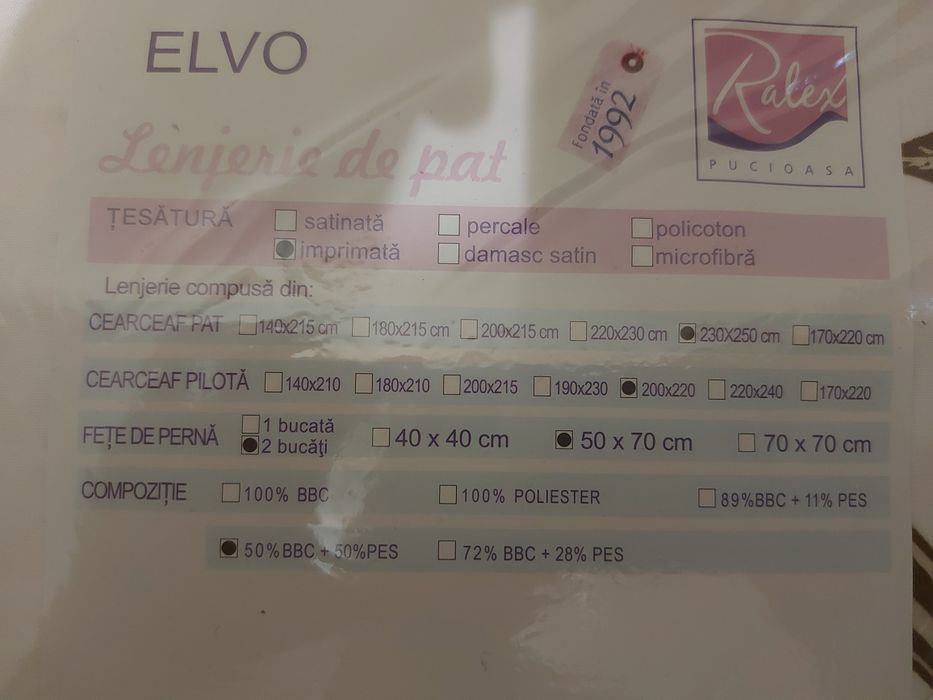 ELVO
Fondată în
1992
Ralex
PUCIOASA
Lenjerie de pat
ȚESĂTURĂ satinată percale policoton
imprimată damasc satin microfibră
Lenjerie compusă din:
CEARCEAF PAT 140x215 cm 180x215 cm 200x215 cm 220x230 cm 230X250 cm 170x220 cm
CEARCEAF PILOTĂ 140x210 180x210 200x215 190x230 200x220 220x240 170x220
FEȚE DE PERNĂ 1 bucată 40 x 40 cm 50 x 70 cm 70 x 70 cm
2 bucăţi
COMPOZIȚIE 100% BBC 100% POLIESTER 89%BBC + 11% PES
50%BBC + 50%PES 72% BBC + 28% PES